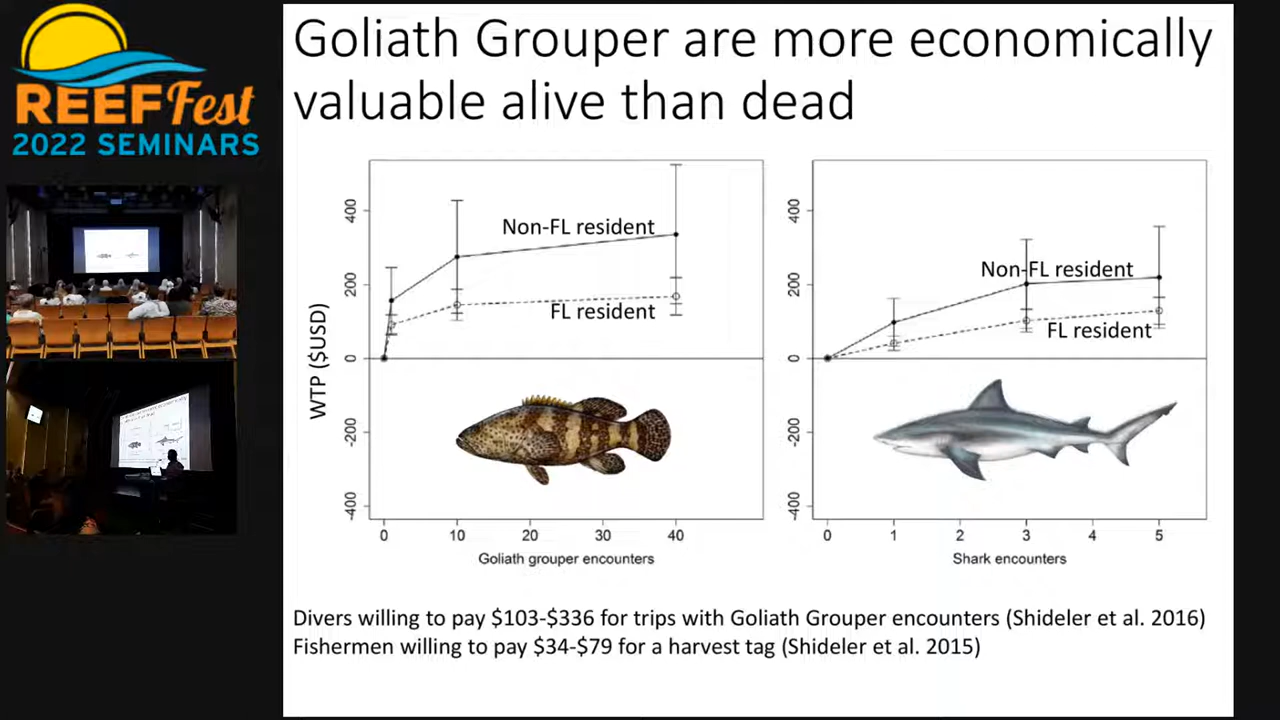 REEF Fest
2022 SEMINARS
Goliath Grouper are more economically
valuable alive than dead
WTP ($USD)
400
200
0
-200
-400
Non-FL resident
FL resident
0 10 20 30 40
Goliath grouper encounters
400
200
0
-200
-400
Non-FL resident
FL resident
0 1 2 3 4 5
Shark encounters
Divers willing to pay $103-$336 for trips with Goliath Grouper encounters (Shideler et al. 2016)
Fishermen willing to pay $34-$79 for a harvest tag (Shideler et al. 2015)